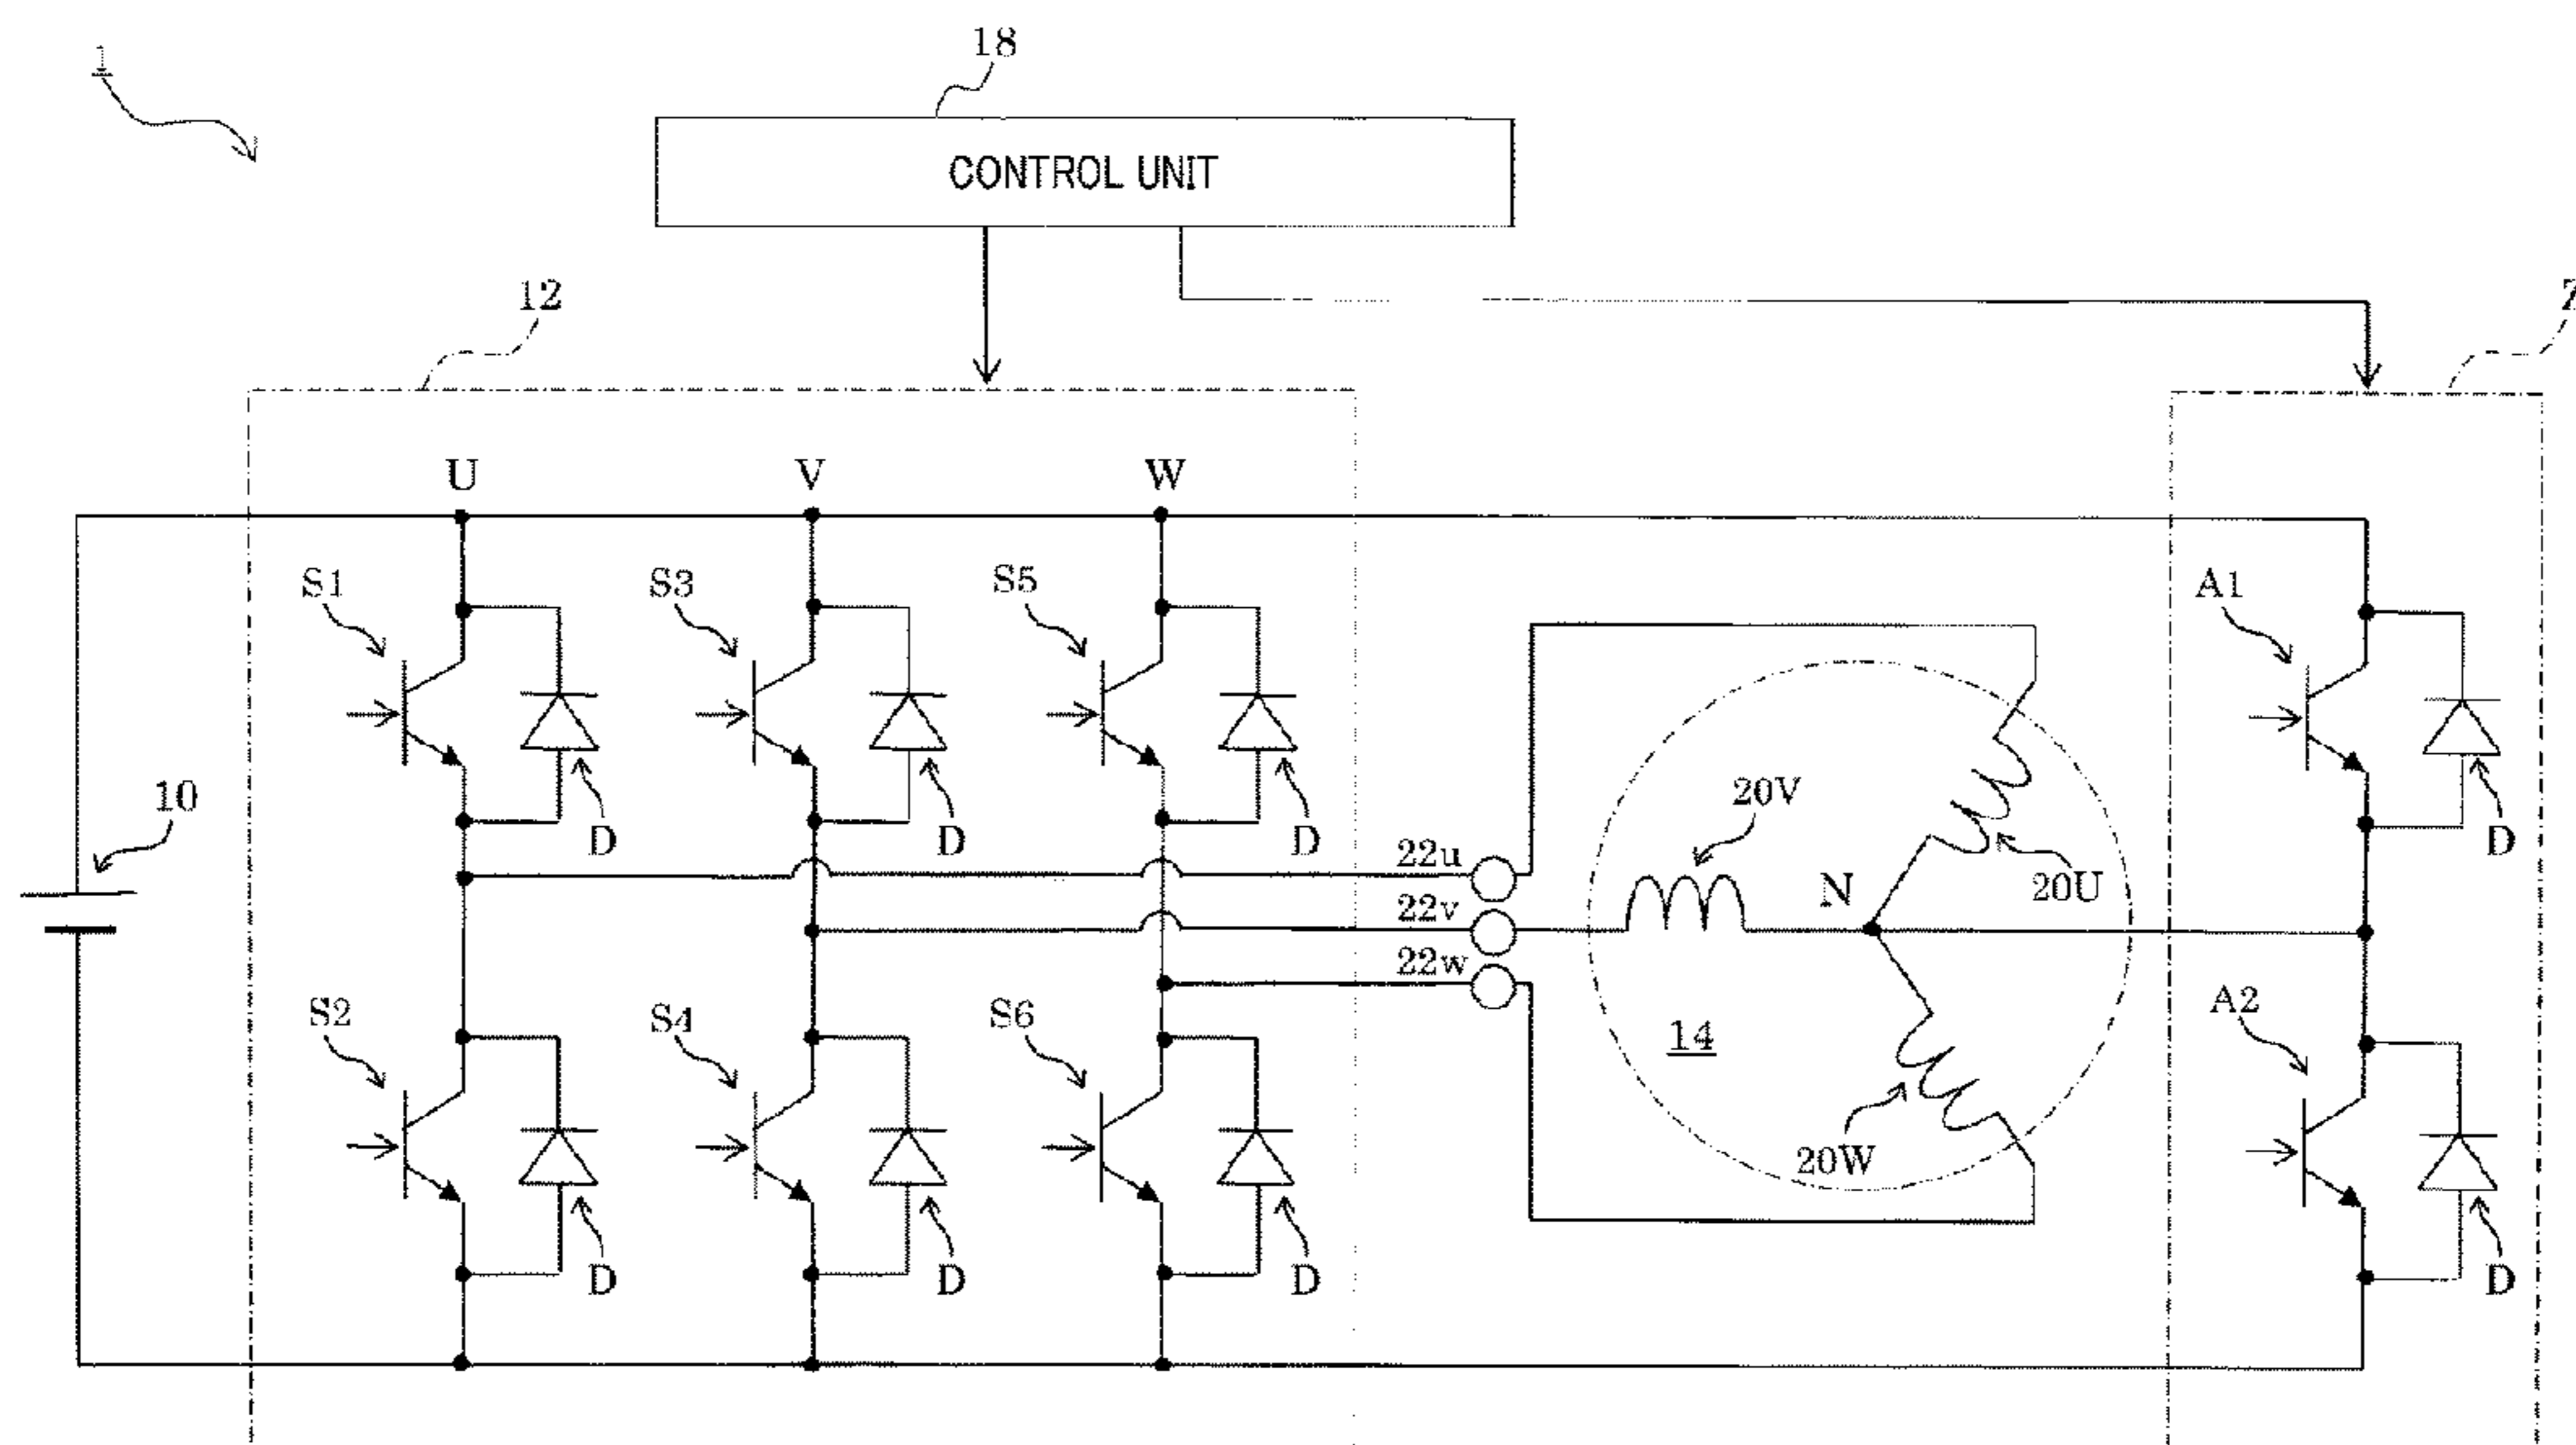 1
18
CONTROL UNIT
12
Z
U
V
W
S1
S3
S5
A1
10
D
D
D
D
20V
22u
20U
N
22v
22w
S2
S4
S6
14
A2
20W
D
D
D
D